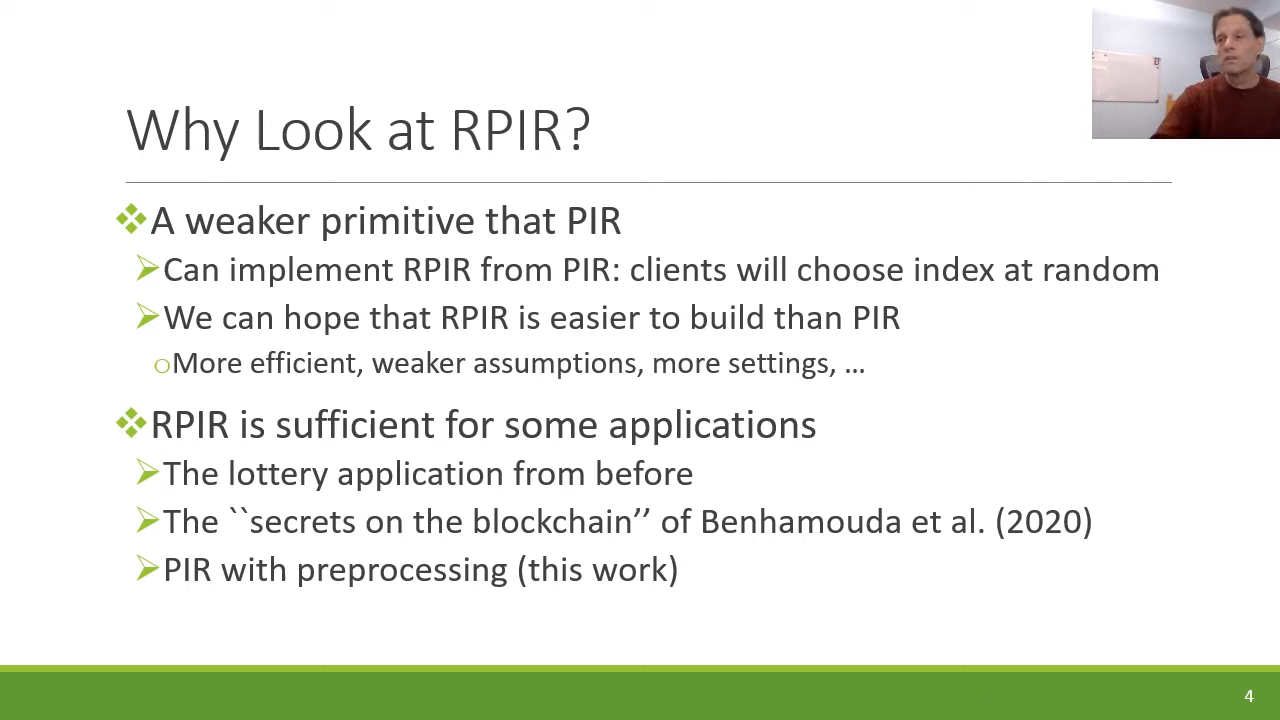 Why Look at RPIR?
A weaker primitive that PIR
Can implement RPIR from PIR: clients will choose index at random
We can hope that RPIR is easier to build than PIR
More efficient, weaker assumptions, more settings, …
RPIR is sufficient for some applications
The lottery application from before
The ``secrets on the blockchain’’ of Benhamouda et al. (2020)
PIR with preprocessing (this work)
4